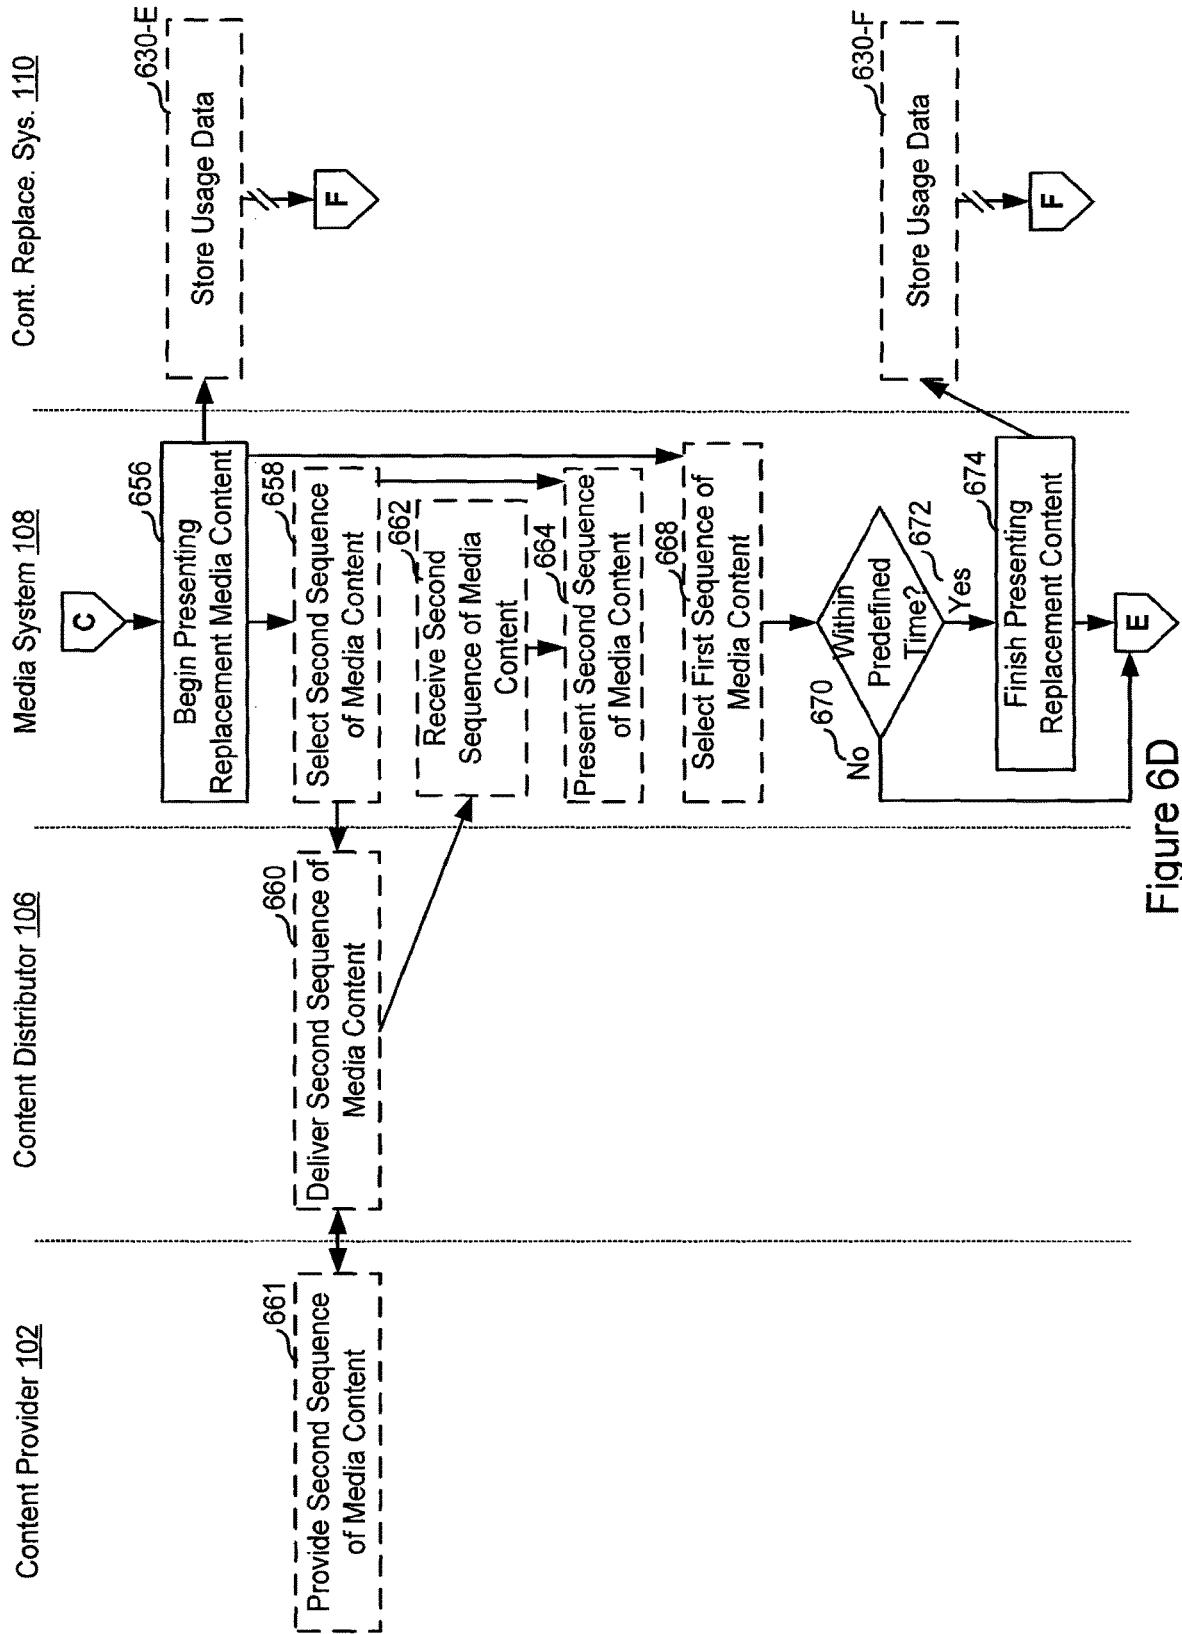 Content Provider 102
Content Distributor 106
Media System 108
Cont. Replace. Sys. 110
C
656
Begin Presenting
Replacement Media Content
630-E
Store Usage Data
F
661
Provide Second Sequence
of Media Content
660
Deliver Second Sequence of
Media Content
658
Select Second Sequence
of Media Content
662
Receive Second
Sequence of Media
Content
664
Present Second Sequence
of Media Content
668
Select First Sequence of
Media Content
Within
Predefined
Time?
670
No
672
Yes
674
Finish Presenting
Replacement Content
630-F
Store Usage Data
F
E
Figure 6D